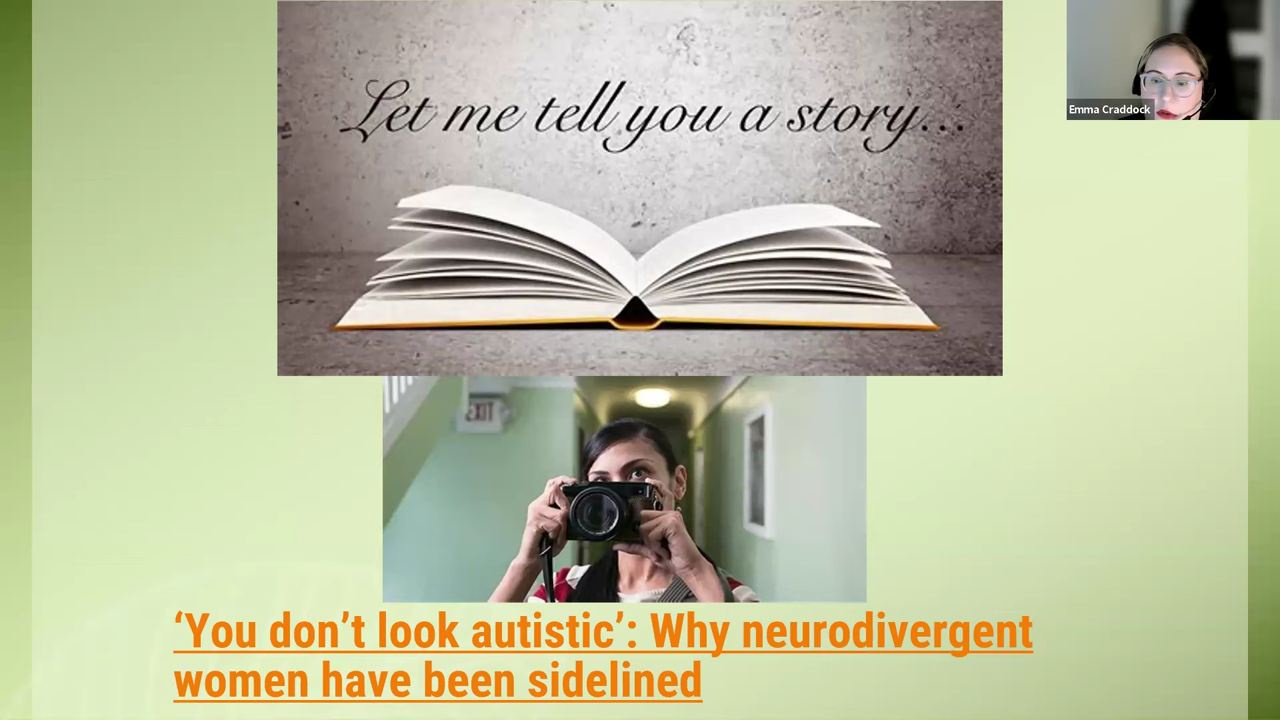 Let me tell you a story...
Emma Craddock
EXIT
‘You don’t look autistic’: Why neurodivergent
women have been sidelined